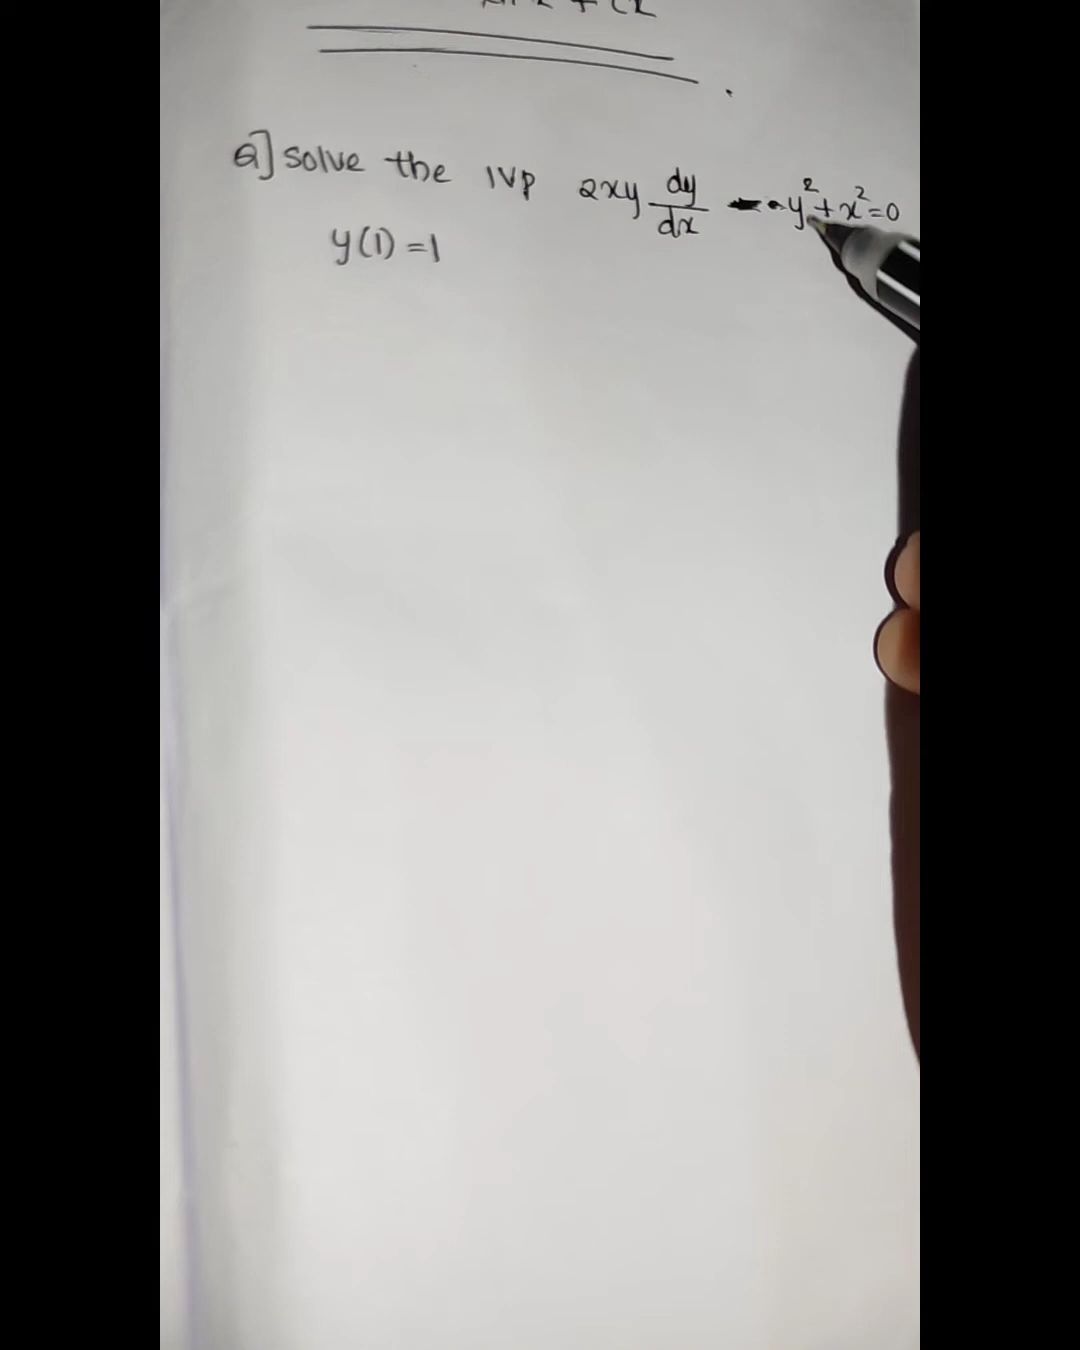 Q] solve the IVP 2xy dy/dx - y² + x² = 0
y(1) = 1